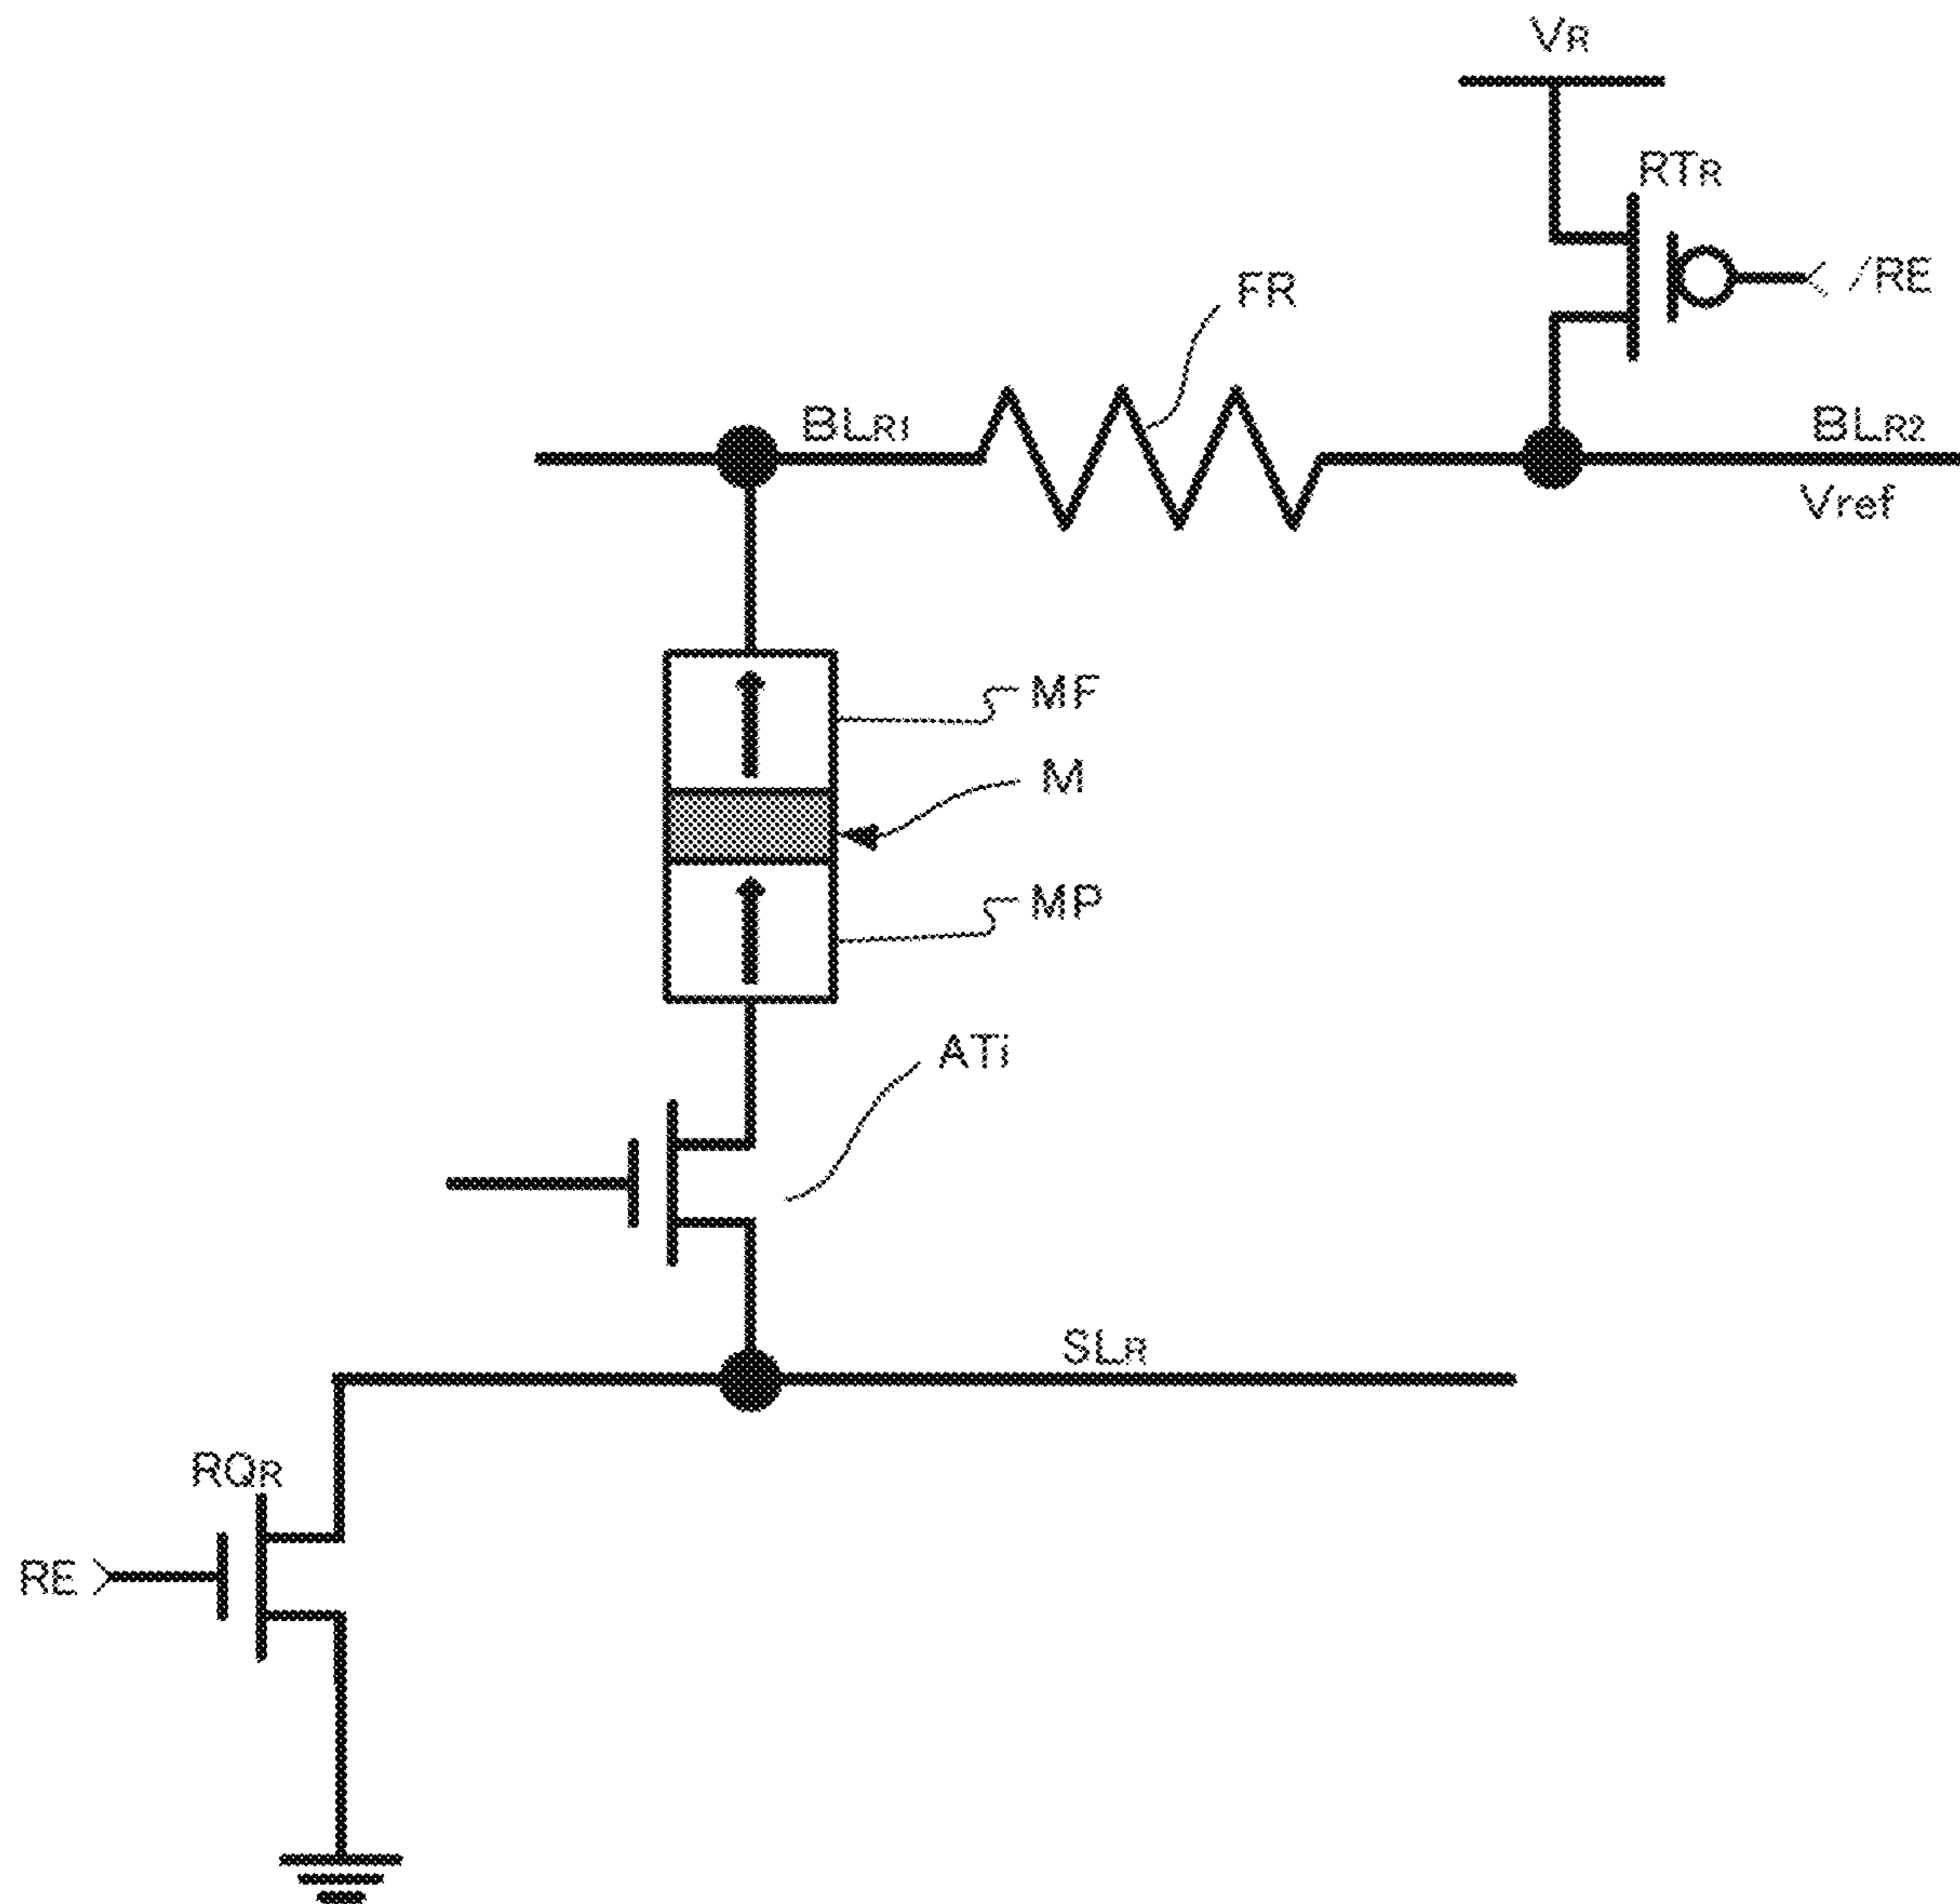 VR
RTR
/RE
FR
BLR1
BLR2
Vref
MF
M
MP
ATi
SLR
RQR
RE